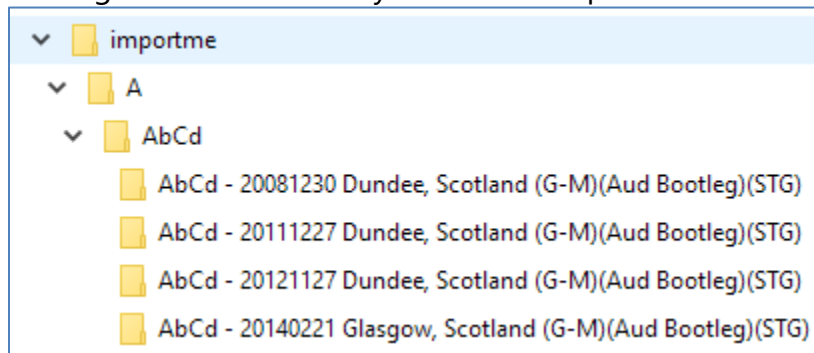 importme
A
AbCd
AbCd - 20081230 Dundee, Scotland (G-M)(Aud Bootleg)(STG)
AbCd - 20111227 Dundee, Scotland (G-M)(Aud Bootleg)(STG)
AbCd - 20121127 Dundee, Scotland (G-M)(Aud Bootleg)(STG)
AbCd - 20140221 Glasgow, Scotland (G-M)(Aud Bootleg)(STG)